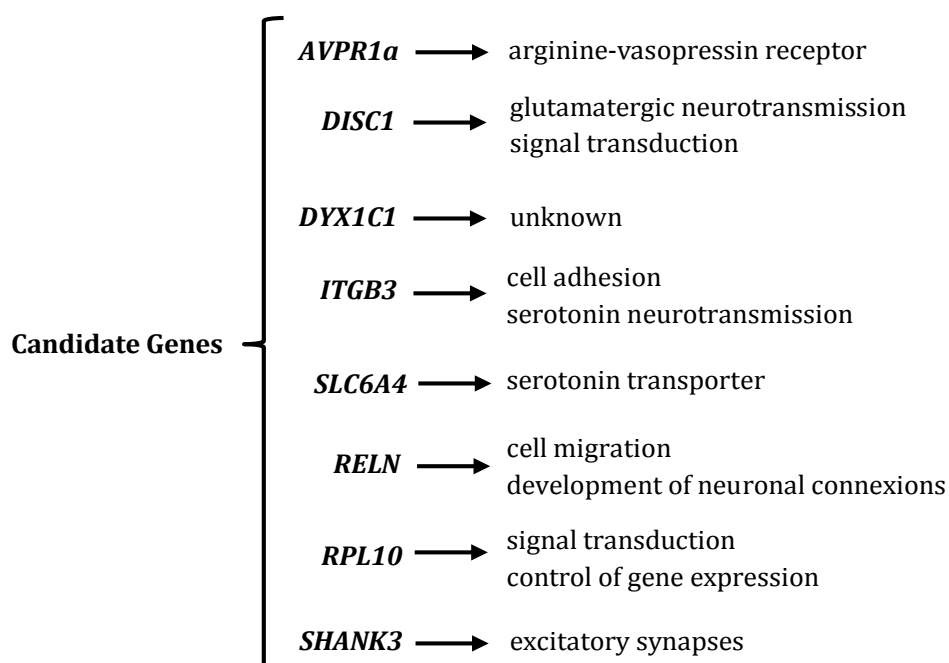 AVPR1a arginine-vasopressin receptor
DISC1 glutamatergic neurotransmission
signal transduction
DYX1C1 unknown
ITGB3 cell adhesion
serotonin neurotransmission
Candidate Genes
SLC6A4 serotonin transporter
RELN cell migration
development of neuronal connexions
RPL10 signal transduction
control of gene expression
SHANK3 excitatory synapses